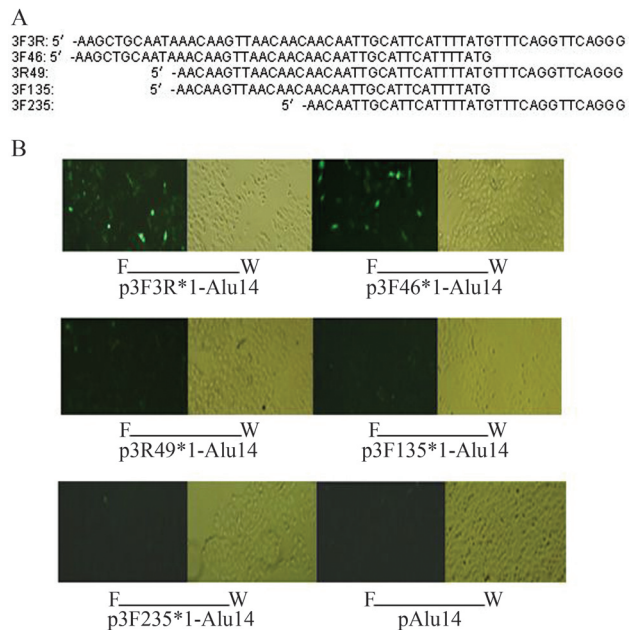 A
3F3R: 5′ -AAGCTGCAATAAACAAGTTAACAACAACAATTGCATTCATTTTATGTTTCAGGTTCAGGG
3F46: 5′ -AAGCTGCAATAAACAAGTTAACAACAACAATTGCATTCATTTTATG
3R49: 5′ -AACAAGTTAACAACAACAATTGCATTCATTTTATGTTTCAGGTTCAGGG
3F135: 5′ -AACAAGTTAACAACAACAATTGCATTCATTTTATG
3F235: 5′ -AACAATTGCATTCATTTTATGTTTCAGGTTCAGGG
B
F W F W
p3F3R*1-Alu14 p3F46*1-Alu14
F W F W
p3R49*1-Alu14 p3F135*1-Alu14
F W F W
p3F235*1-Alu14 pAlu14